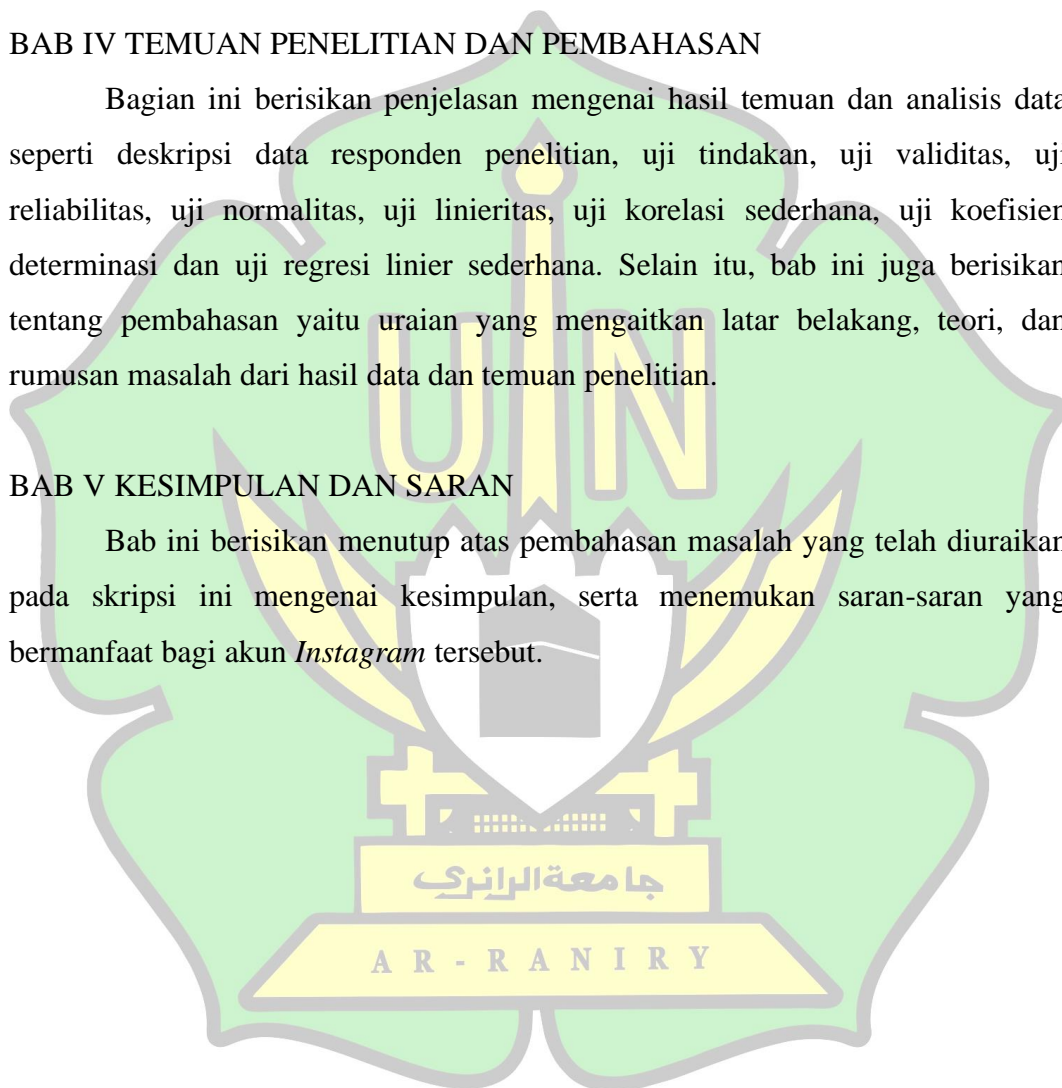 BAB IV TEMUAN PENELITIAN DAN PEMBAHASAN
Bagian ini berisikan penjelasan mengenai hasil temuan dan analisis data
seperti deskripsi data responden penelitian, uji tindakan, uji validitas, uji
reliabilitas, uji normalitas, uji linieritas, uji korelasi sederhana, uji koefisien
determinasi dan uji regresi linier sederhana. Selain itu, bab ini juga berisikan
tentang pembahasan yaitu uraian yang mengaitkan latar belakang, teori, dan
rumusan masalah dari hasil data dan temuan penelitian.
UIN
BAB V KESIMPULAN DAN SARAN
Bab ini berisikan menutup atas pembahasan masalah yang telah diuraikan
pada skripsi ini mengenai kesimpulan, serta menemukan saran-saran yang
bermanfaat bagi akun Instagram tersebut.
جامعة الرانري
AR-RANIRY